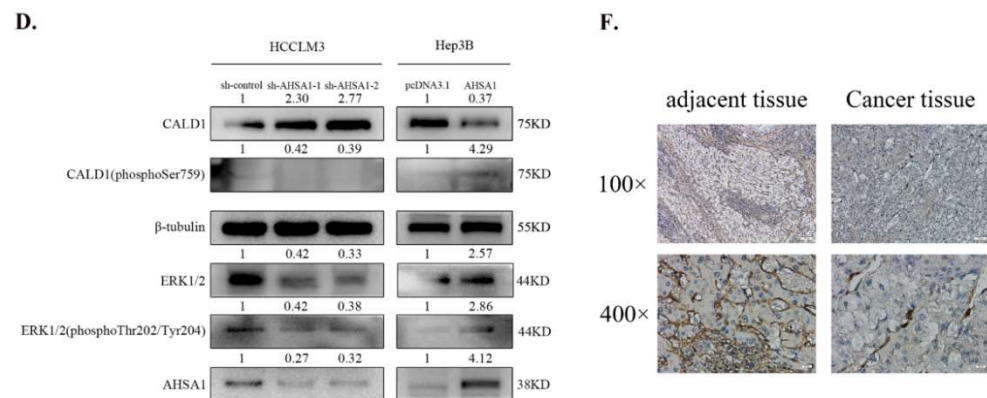 D.
HCCLM3 Hep3B
sh-control sh-AHSA1-1 sh-AHSA1-2 pcDNA3.1 AHSA1
1 2.30 2.77 1 0.37
CALD1 75KD
1 0.42 0.39 1 4.29
CALD1(phosphoSer759) 75KD
β-tubulin 55KD
1 0.42 0.33 1 2.57
ERK1/2 44KD
1 0.42 0.38 1 2.86
ERK1/2(phosphoThr202/Tyr204) 44KD
1 0.27 0.32 1 4.12
AHSA1 38KD
F.
adjacent tissue Cancer tissue
100×
400×